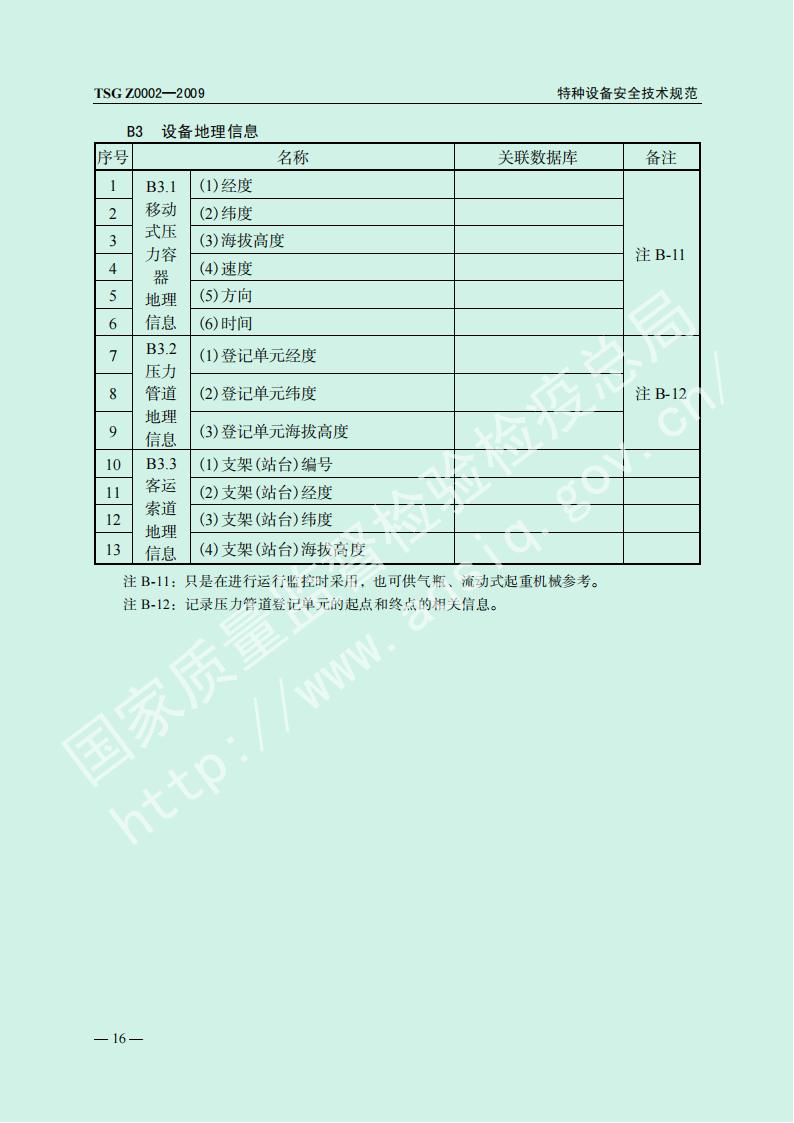 TSG Z0002—2009 特种设备安全技术规范
B3 设备地理信息
序号 名称 关联数据库 备注
B3.1
移动
式压
力容
器
地理
信息
1 (1)经度
2 (2)纬度
3 (3)海拔高度
4 (4)速度
5 (5)方向
6 (6)时间
注 B-11
B3.2
压力
管道
地理
信息
7 (1)登记单元经度
8 (2)登记单元纬度
9 (3)登记单元海拔高度
注 B-12
B3.3
客运
索道
地理
信息
10 (1)支架(站台)编号
11 (2)支架(站台)经度
12 (3)支架(站台)纬度
13 (4)支架(站台)海拔高度
注 B-11：只是在进行运行监控时采用，也可供气瓶、流动式起重机械参考。
注 B-12：记录压力管道登记单元的起点和终点的相关信息。
国家质量监督检验检疫总局
http://www.aqsiq.gov.cn/
— 16 —